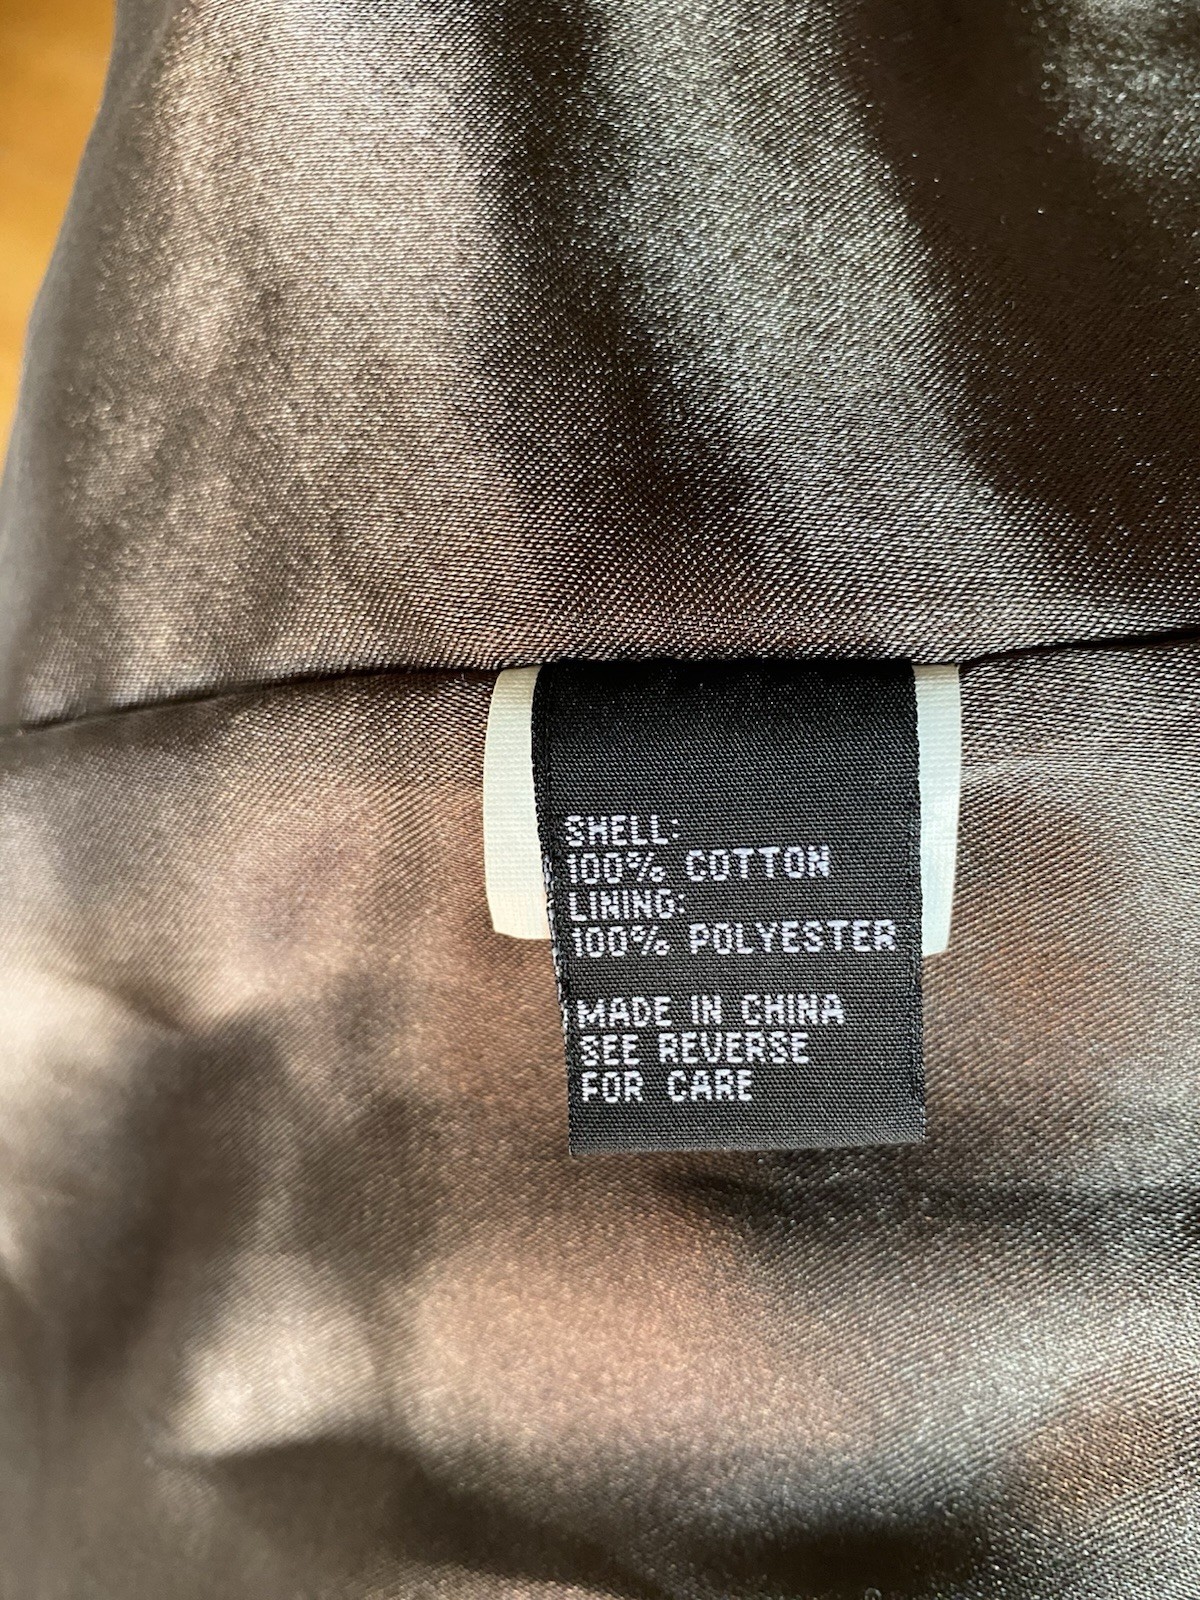 SHELL:
100% COTTON
LINING:
100% POLYESTER
MADE IN CHINA
SEE REVERSE
FOR CARE